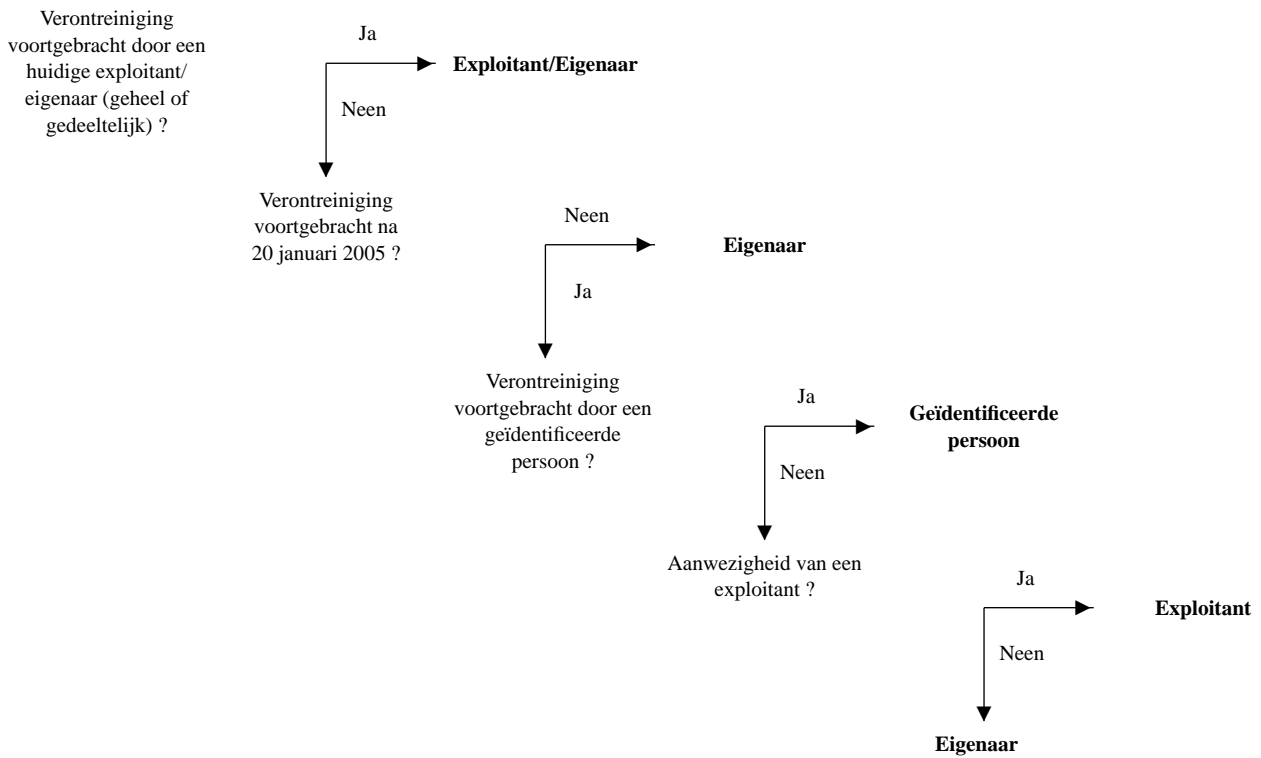 Verontreiniging
voortgebracht door een
huidige exploitant/
eigenaar (geheel of
gedeeltelijk) ?
Ja
Exploitant/Eigenaar
Neen
Verontreiniging
voortgebracht na
20 januari 2005 ?
Neen
Eigenaar
Ja
Verontreiniging
voortgebracht door een
geïdentificeerde
persoon ?
Ja
Geïdentificeerde
persoon
Neen
Aanwezigheid van een
exploitant ?
Ja
Exploitant
Neen
Eigenaar